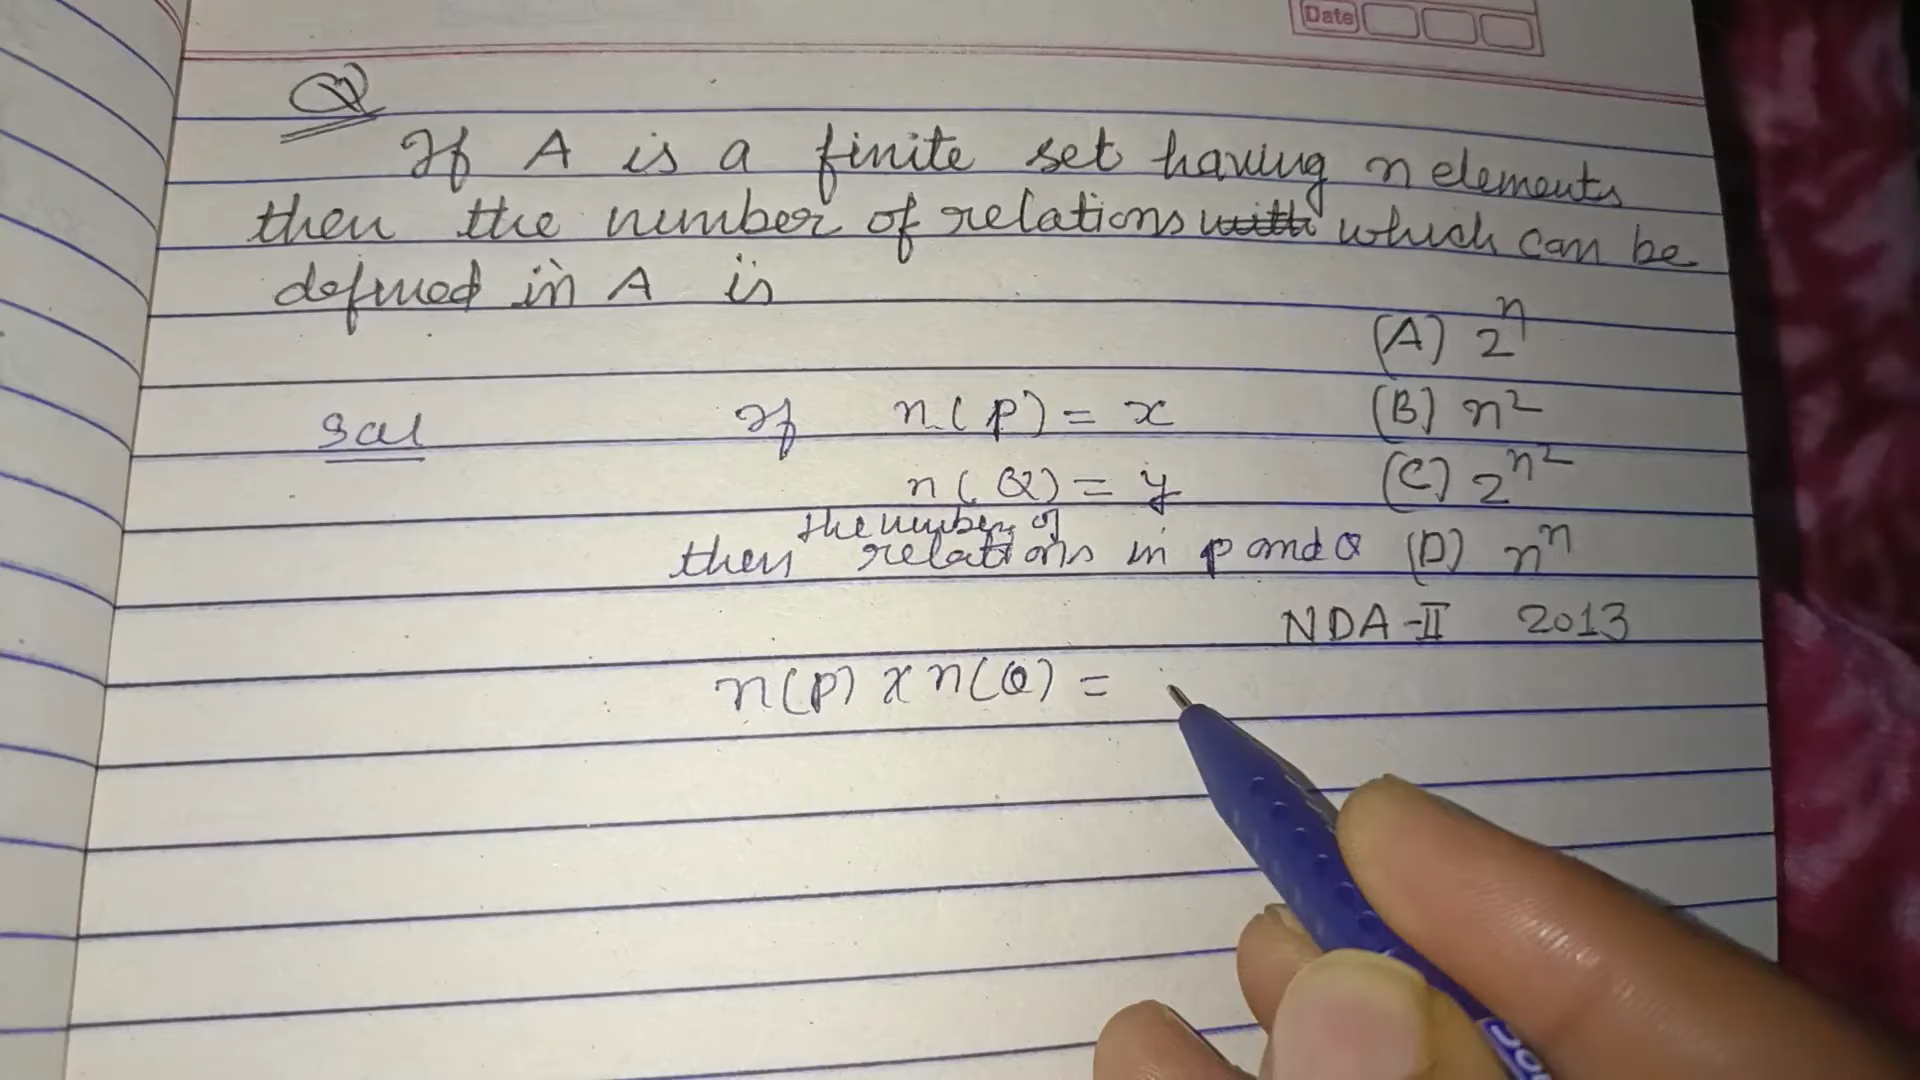 Date
Q
If A is a finite set having n elements
then the number of relations which can be
defined in A is
(A) 2^n
Sol If n(P) = x (B) n^2
n(Q) = y (C) 2^n^2
the number of
then relations in P and Q (D) n^n
NDA-II 2013
n(P) x n(Q) =